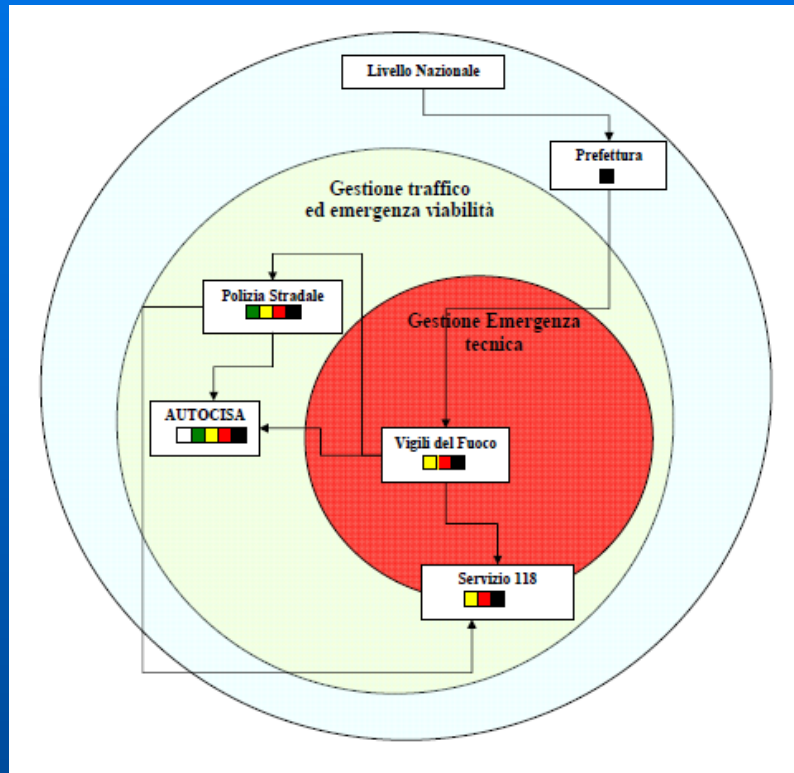 Livello Nazionale
Prefettura
Gestione traffico
ed emergenza viabilità
Polizia Stradale
Gestione Emergenza
tecnica
AUTOCISA
Vigili del Fuoco
Servizio 118